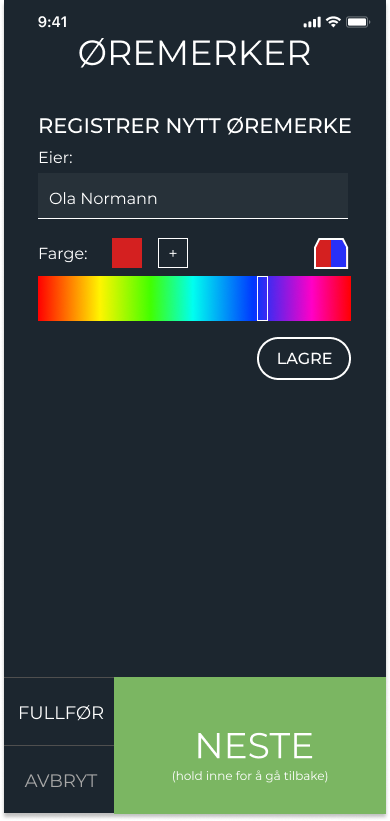 9:41
ØREMERKER
REGISTRER NYTT ØREMERKE
Eier:
Ola Normann
Farge: +
LAGRE
FULLFØR
NESTE
(hold inne for å gå tilbake)
AVBRYT